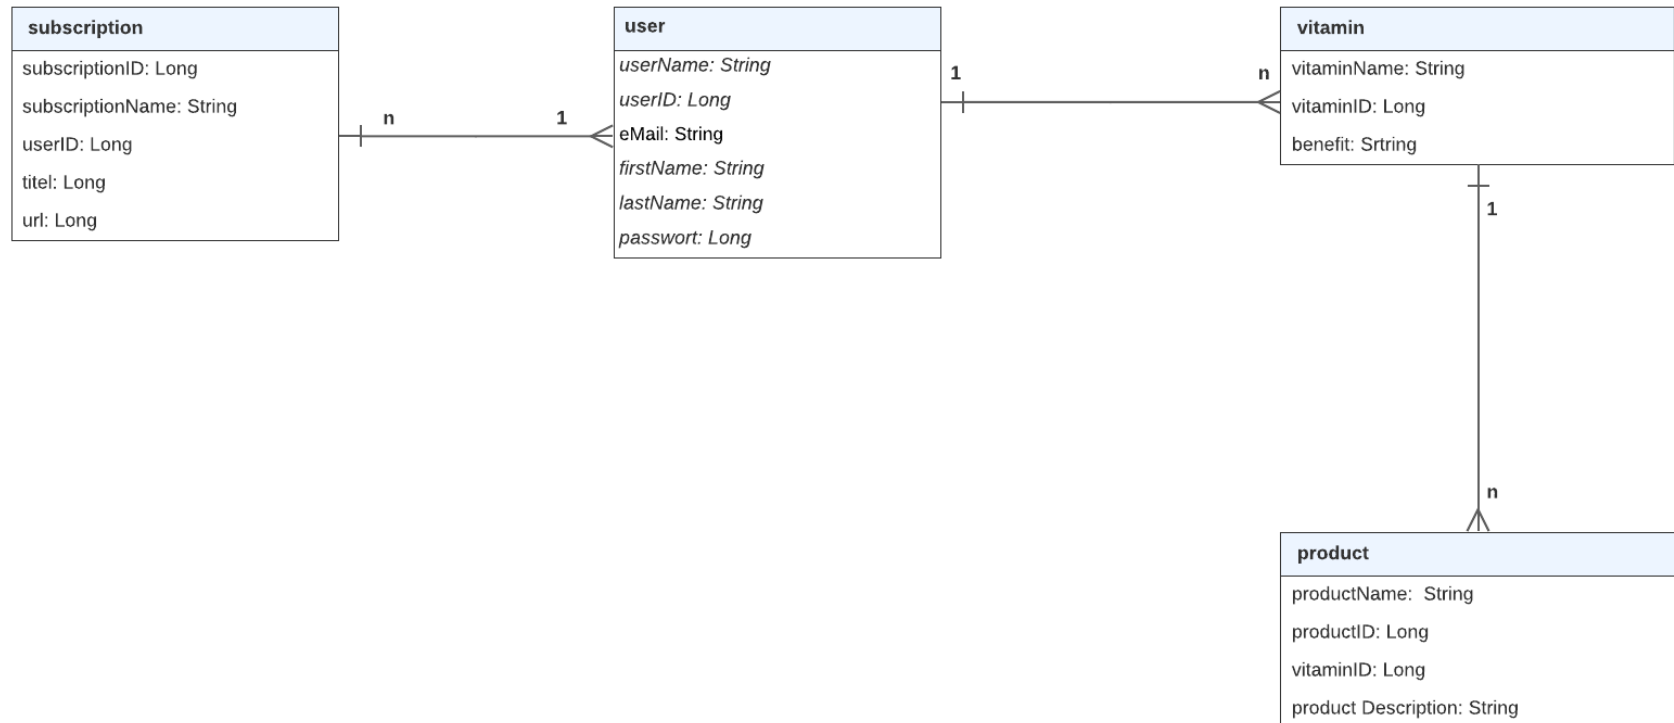 subscription
subscriptionID: Long
subscriptionName: String
userID: Long
titel: Long
url: Long
n
1
user
userName: String
userID: Long
eMail: String
firstName: String
lastName: String
passwort: Long
1
n
vitamin
vitaminName: String
vitaminID: Long
benefit: Srtring
1
n
product
productName:  String
productID: Long
vitaminID: Long
product Description: String